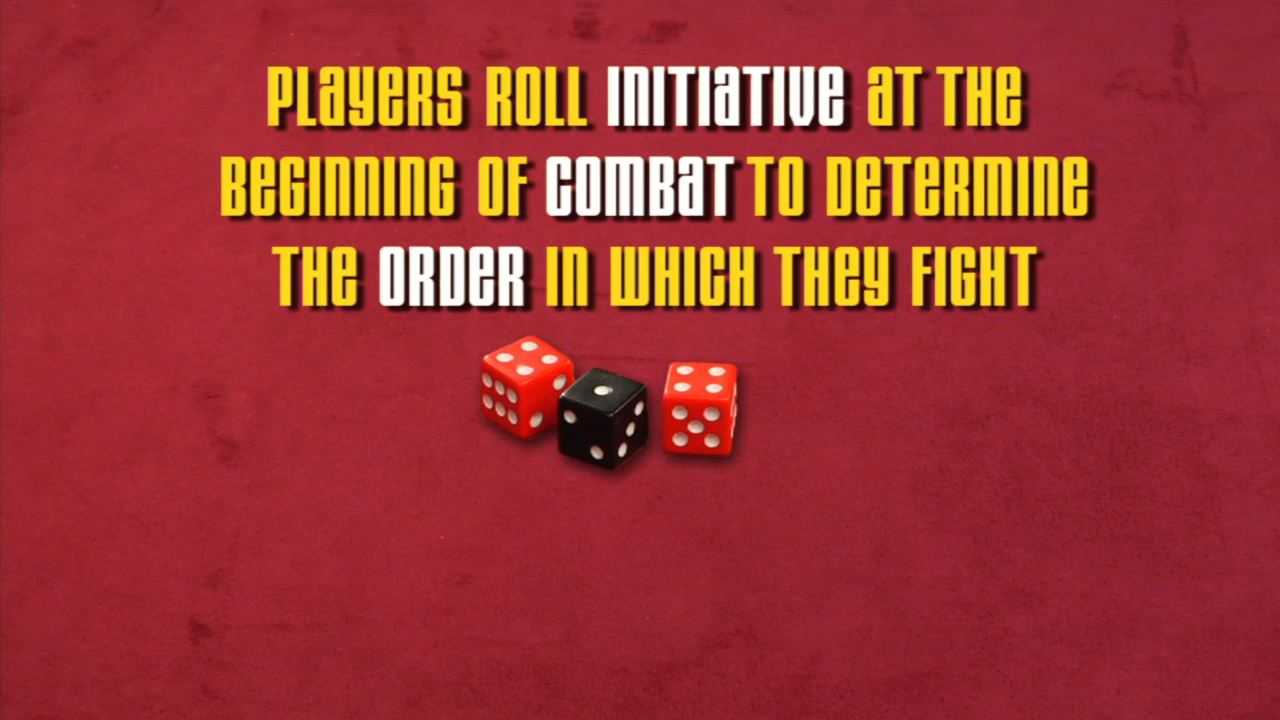 PLAYERS ROLL INITIATIVE AT THE
BEGINNING OF COMBAT TO DETERMINE
THE ORDER IN WHICH THEY FIGHT